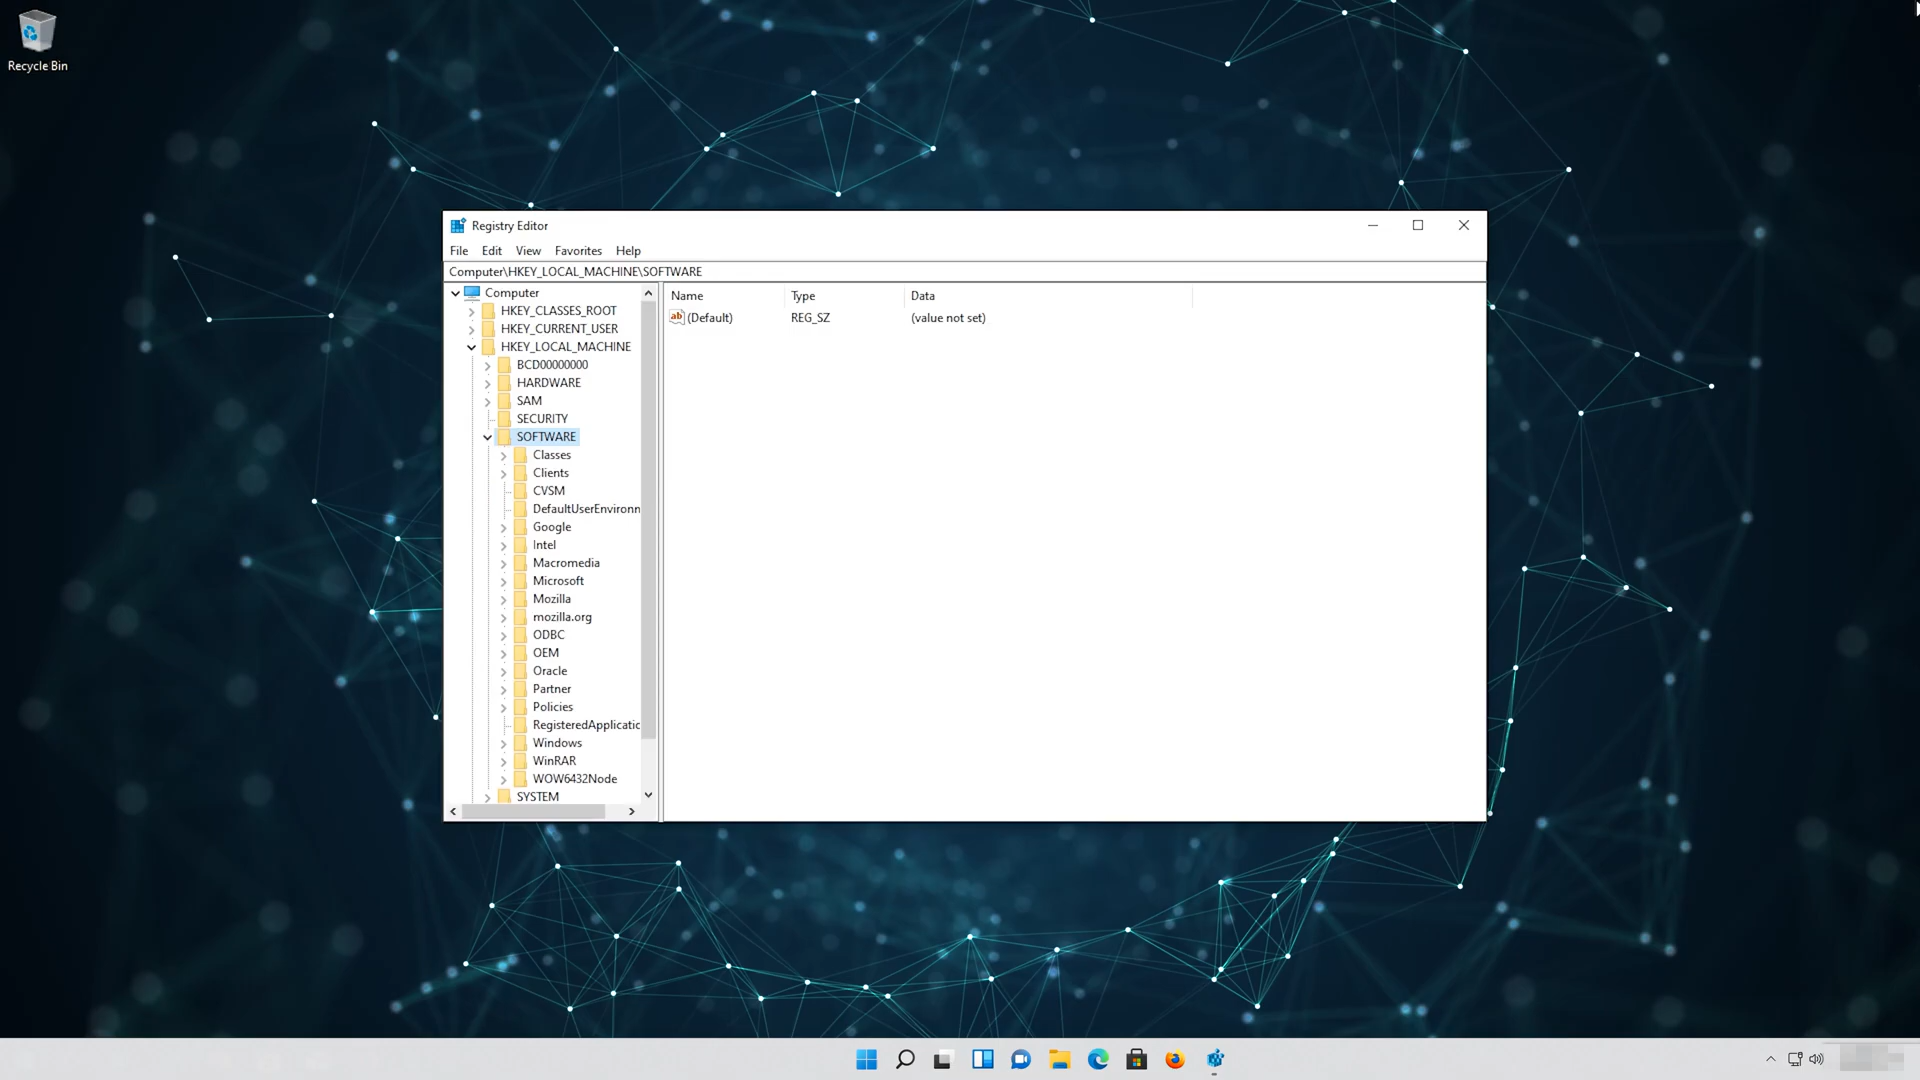 Recycle Bin
Registry Editor
File Edit View Favorites Help
Computer\HKEY_LOCAL_MACHINE\SOFTWARE
Computer
HKEY_CLASSES_ROOT
HKEY_CURRENT_USER
HKEY_LOCAL_MACHINE
BCD00000000
HARDWARE
SAM
SECURITY
SOFTWARE
Classes
Clients
CVSM
DefaultUserEnvironn
Google
Intel
Macromedia
Microsoft
Mozilla
mozilla.org
ODBC
OEM
Oracle
Partner
Policies
RegisteredApplicatic
Windows
WinRAR
WOW6432Node
SYSTEM
Name Type Data
ab (Default) REG_SZ (value not set)